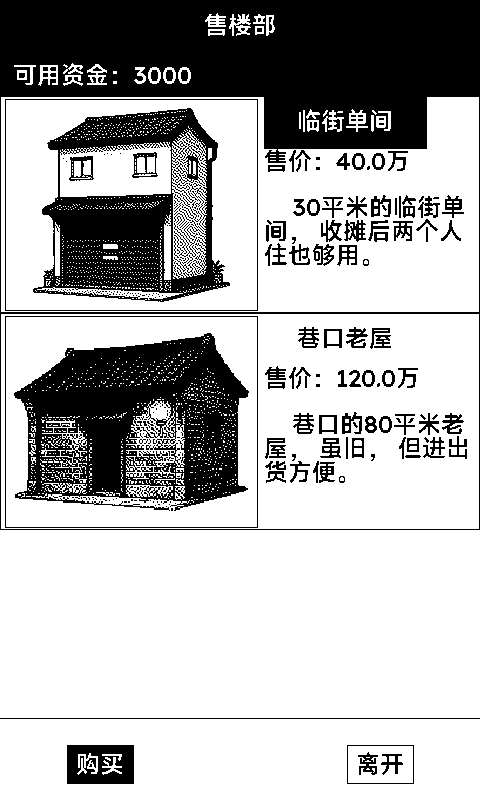 售楼部
可用资金：3000
临街单间
售价：40.0万
30平米的临街单
间，收摊后两个人
住也够用。
巷口老屋
售价：120.0万
巷口的80平米老
屋，虽旧，但进出
货方便。
购买
离开